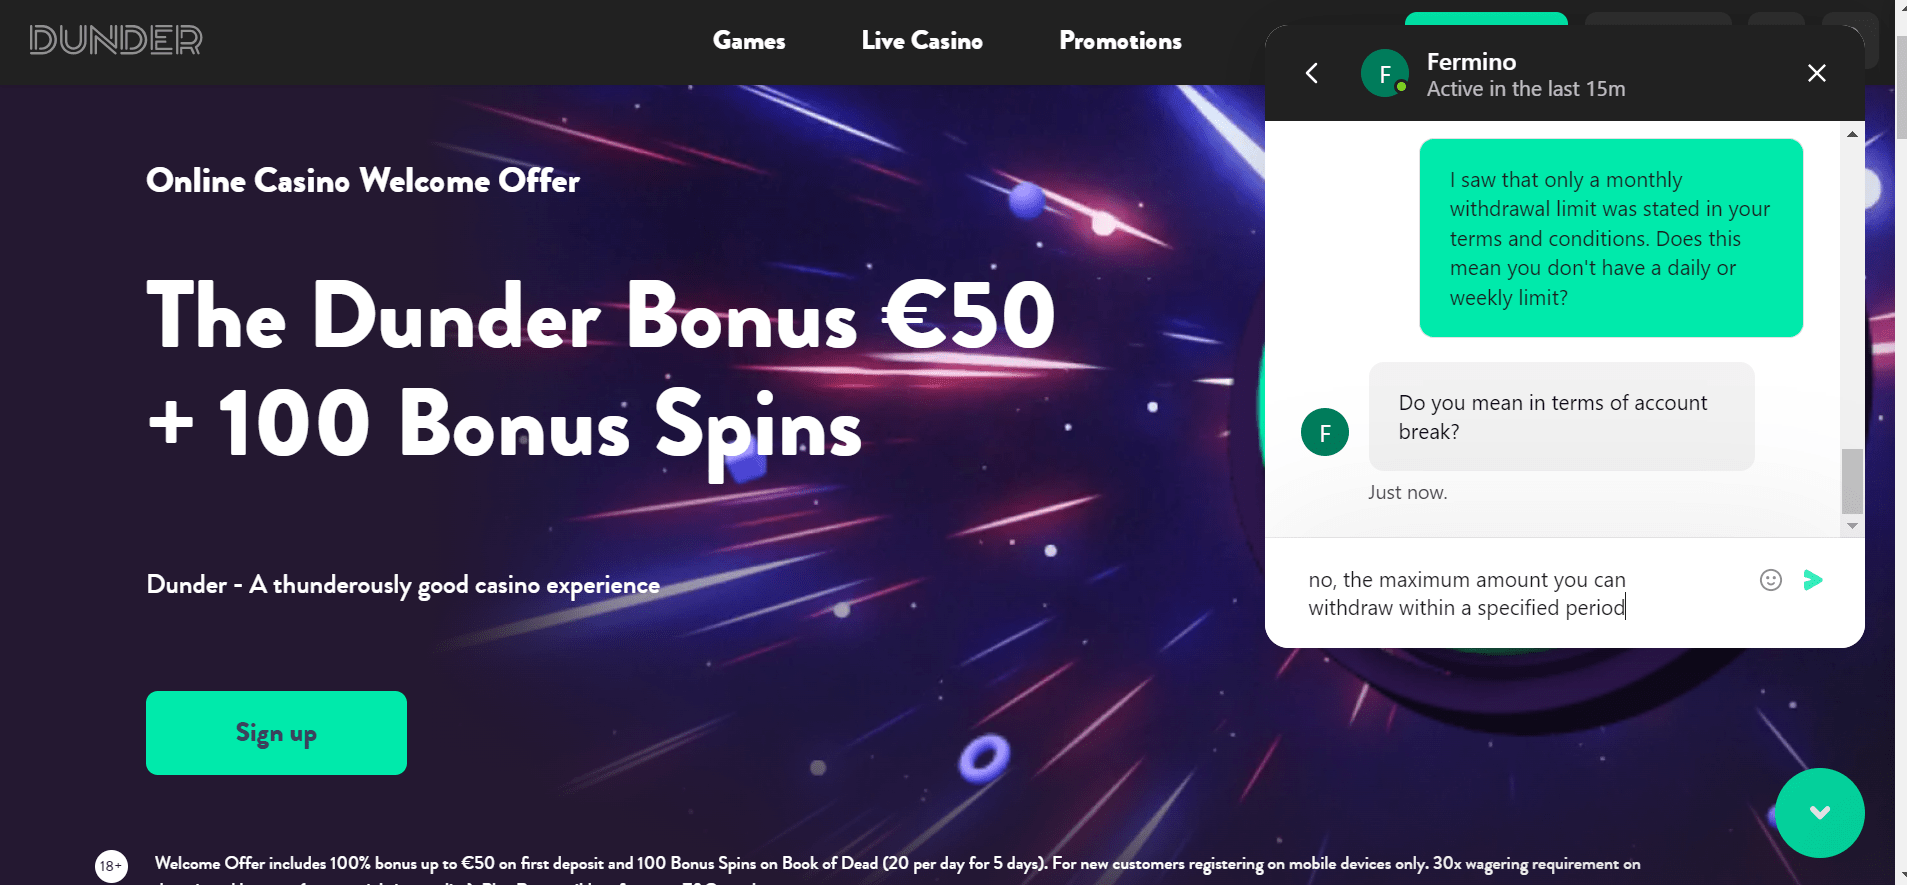 DUNDER
Games
Live Casino
Promotions
Online Casino Welcome Offer
The Dunder Bonus €50
+ 100 Bonus Spins
Dunder - A thunderously good casino experience
Sign up
18+
Welcome Offer includes 100% bonus up to €50 on first deposit and 100 Bonus Spins on Book of Dead (20 per day for 5 days). For new customers registering on mobile devices only. 30x wagering requirement on
F
Fermino
Active in the last 15m
I saw that only a monthly
withdrawal limit was stated in your
terms and conditions. Does this
mean you don't have a daily or
weekly limit?
F
Do you mean in terms of account
break?
Just now.
no, the maximum amount you can
withdraw within a specified period